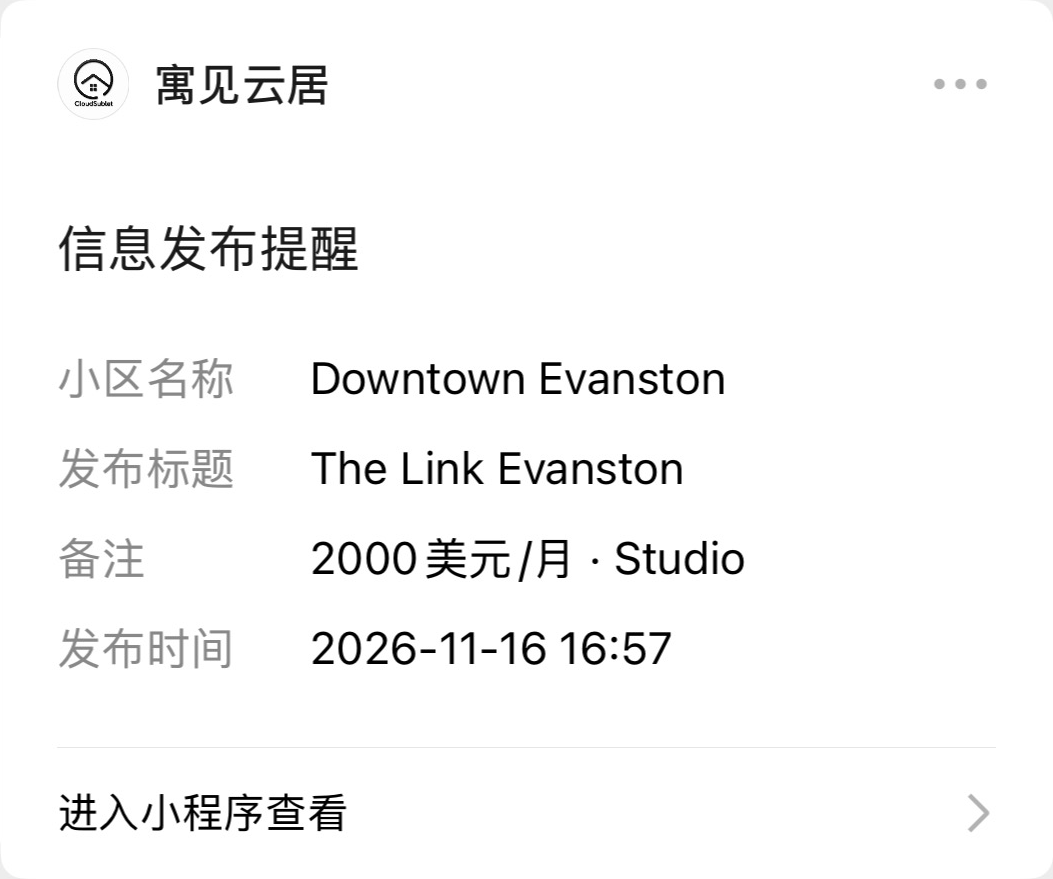 CloudSublet
寓见云居
信息发布提醒
小区名称 Downtown Evanston
发布标题 The Link Evanston
备注 2000美元/月 · Studio
发布时间 2026-11-16 16:57
进入小程序查看